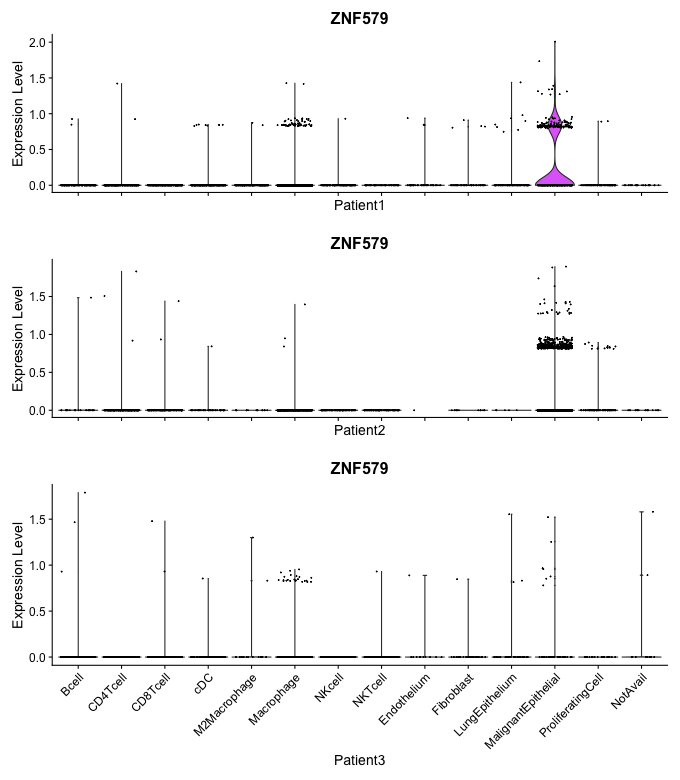 ZNF579
Expression Level
2.0
1.5
1.0
0.5
0.0
Patient1
ZNF579
Expression Level
1.5
1.0
0.5
0.0
Patient2
ZNF579
Expression Level
1.5
1.0
0.5
0.0
Bcell
CD4Tcell
CD8Tcell
cDC
M2Macrophage
Macrophage
NKcell
NKTcell
Endothelium
Fibroblast
LungEpithelium
MalignantEpithelial
ProliferatingCell
NotAvail
Patient3